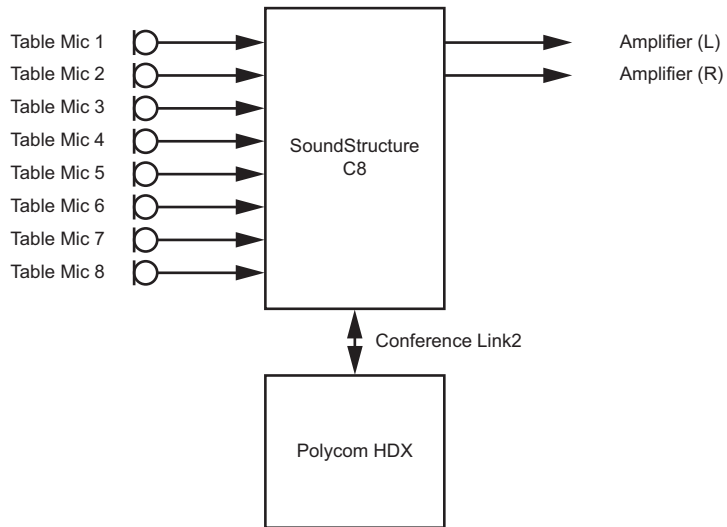 Table Mic 1
Table Mic 2
Table Mic 3
Table Mic 4
Table Mic 5
Table Mic 6
Table Mic 7
Table Mic 8
SoundStructure
C8
Amplifier (L)
Amplifier (R)
Conference Link2
Polycom HDX